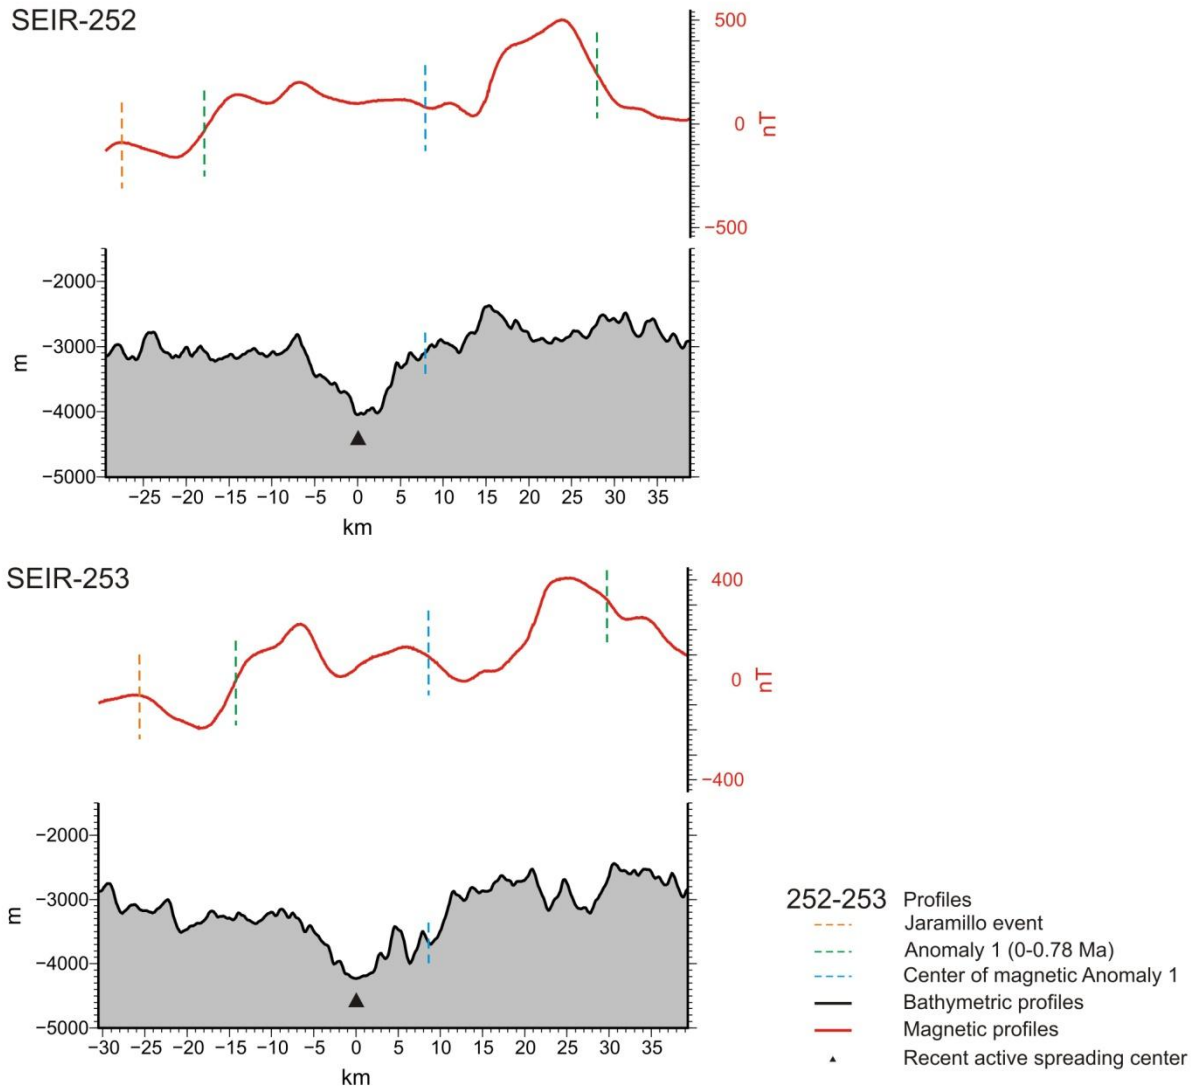 SEIR-252
500
0
nT
−500
−2000
−3000
m
−4000
−5000
−25 −20 −15 −10 −5 0 5 10 15 20 25 30 35
km
SEIR-253
400
0
nT
−400
−2000
−3000
m
−4000
−5000
−30 −25 −20 −15 −10 −5 0 5 10 15 20 25 30 35
km
252-253 Profiles
Jaramillo event
Anomaly 1 (0-0.78 Ma)
Center of magnetic Anomaly 1
Bathymetric profiles
Magnetic profiles
Recent active spreading center